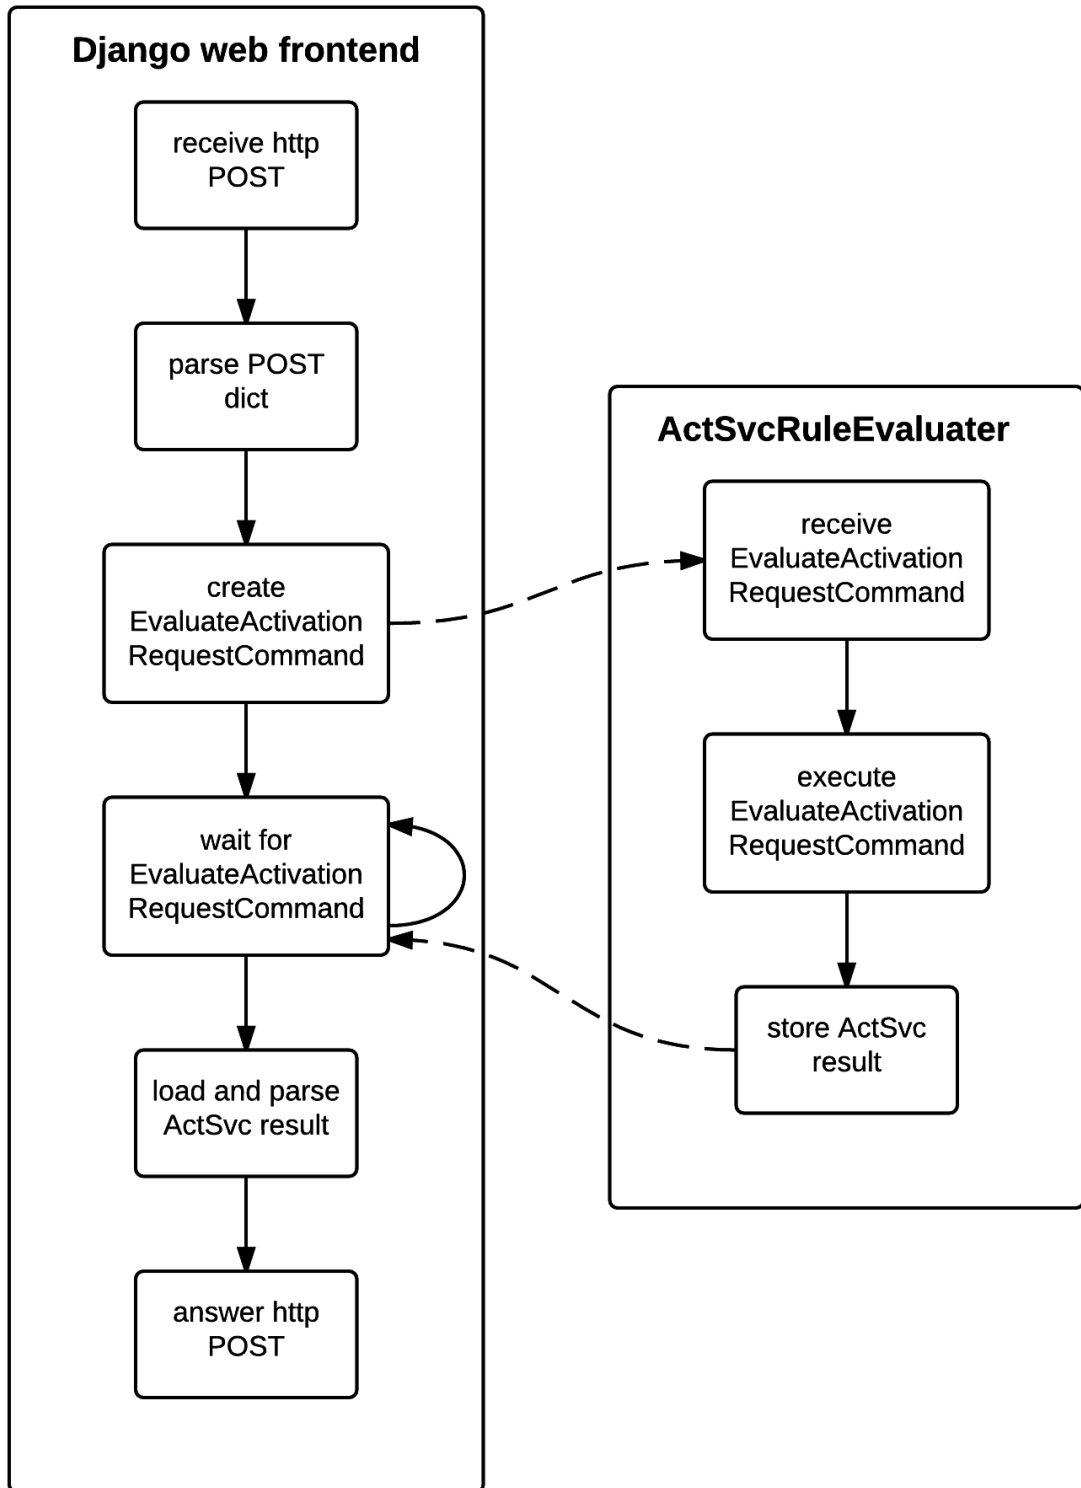 Django web frontend
receive http
POST
parse POST
dict
create
EvaluateActivation
RequestCommand
wait for
EvaluateActivation
RequestCommand
load and parse
ActSvc result
answer http
POST
ActSvcRuleEvaluater
receive
EvaluateActivation
RequestCommand
execute
EvaluateActivation
RequestCommand
store ActSvc
result